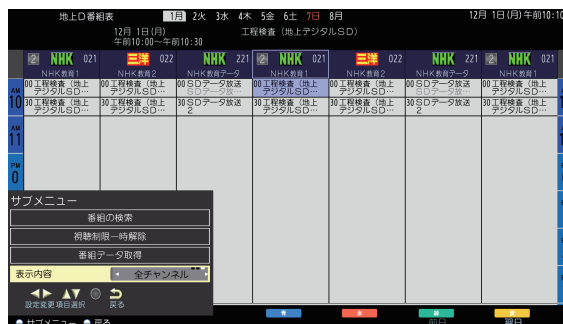 地上D番組表 1月 2火 3水 4木 5金 6土 7日 8月 12月 1日(月)午前10:10
12月 1日(月) 工程検査(地上デジタルSD)
午前10:00～午前10:30
2 NHK 021 三洋 022 NHK 221 2 NHK 021 三洋 022 NHK 221 2 NHK 021
NHK教育1 NHK教育2 NHK教育データ NHK教育1 NHK教育2 NHK教育データ NHK教育1
AM 10
00工程検査(地上デジタルSD… 00工程検査(地上デジタルSD… 00SDデータ放送 SDデータ放… 00工程検査(地上デジタルSD… 00工程検査(地上デジタルSD… 00SDデータ放送 SDデータ放… 00工程検査(地上デジタルSD…
30工程検査(地上デジタルSD… 30工程検査(地上デジタルSD… 30SDデータ放送2 30工程検査(地上デジタルSD… 30工程検査(地上デジタルSD… 30SDデータ放送2 30工程検査(地上デジタルSD…
AM 11
PM 0
サブメニュー
番組の検索
視聴制限一時解除
番組データ取得
表示内容 全チャンネル
設定変更 項目選択 戻る
青 赤 緑 黄
前日 翌日
サブメニュー 戻る